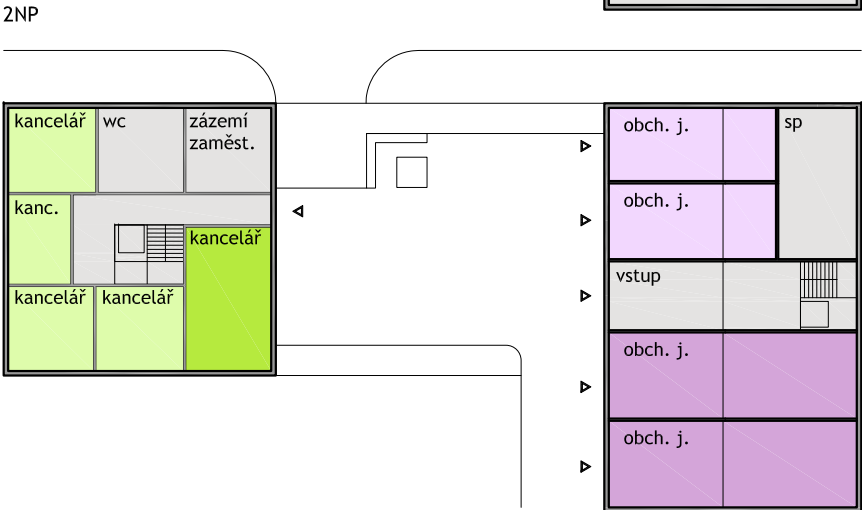 2NP
kancelář
wc
zázemí
zaměst.
kanc.
kancelář
kancelář
kancelář
obch. j.
sp
obch. j.
vstup
obch. j.
obch. j.